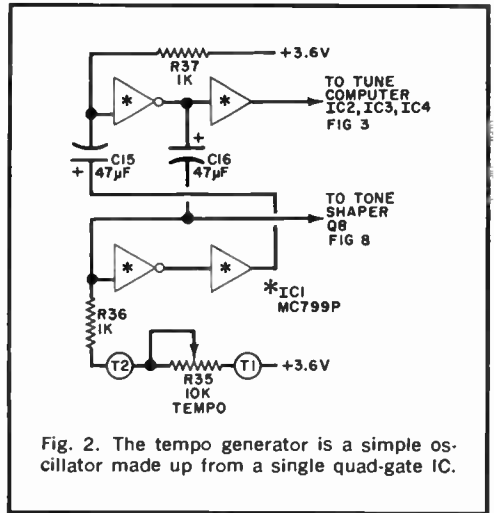 +3.6V
R37
1K
*
*
TO TUNE
COMPUTER
IC2, IC3, IC4
FIG 3
+
C15
47µF
+
C16
47µF
TO TONE
SHAPER
Q8
FIG 8
*
*
*IC1
MC799P
R36
1K
T2
T1
+3.6V
R35
10K
TEMPO
Fig. 2. The tempo generator is a simple os-
cillator made up from a single quad-gate IC.